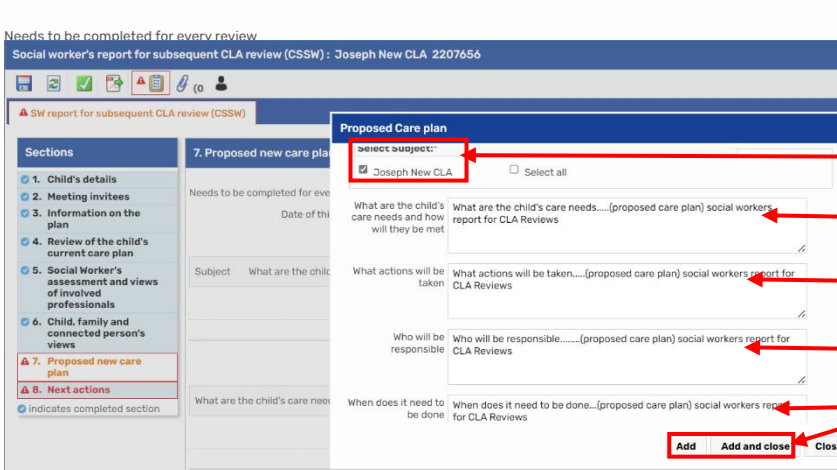 Needs to be completed for every review
Social worker's report for subsequent CLA review (CSSW) : Joseph New CLA 2207656
(0
SW report for subsequent CLA review (CSSW)
Sections
1. Child's details
2. Meeting invitees
3. Information on the
plan
4. Review of the child's
current care plan
5. Social Worker's
assessment and views
of involved
professionals
6. Child, family and
connected person's
views
7. Proposed new care
plan
8. Next actions
indicates completed section
7. Proposed new care pla
Needs to be completed for eve
Date of thi
Subject What are the chil
What are the child's care nee
Proposed Care plan
Select Subject:*
Joseph New CLA Select all
What are the child's
care needs and how
will they be met
What are the child's care needs.....(proposed care plan) social workers
report for CLA Reviews
What actions will be
taken
What actions will be taken.....(proposed care plan) social workers report for
CLA Reviews
Who will be
responsible
Who will be responsible........(proposed care plan) social workers report for
CLA Reviews
When does it need to
be done
When does it need to be done...(proposed care plan) social workers report
for CLA Reviews
Add Add and close Clos